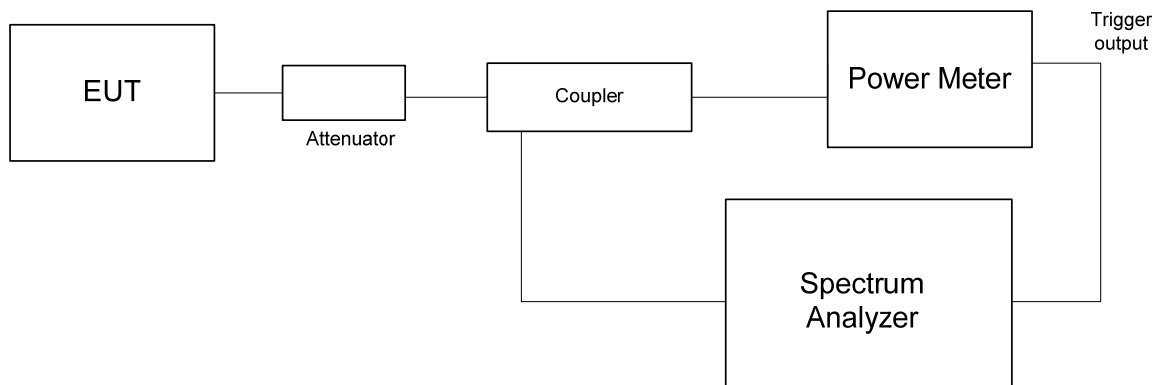 EUT
Attenuator
Coupler
Power Meter
Trigger
output
Spectrum
Analyzer